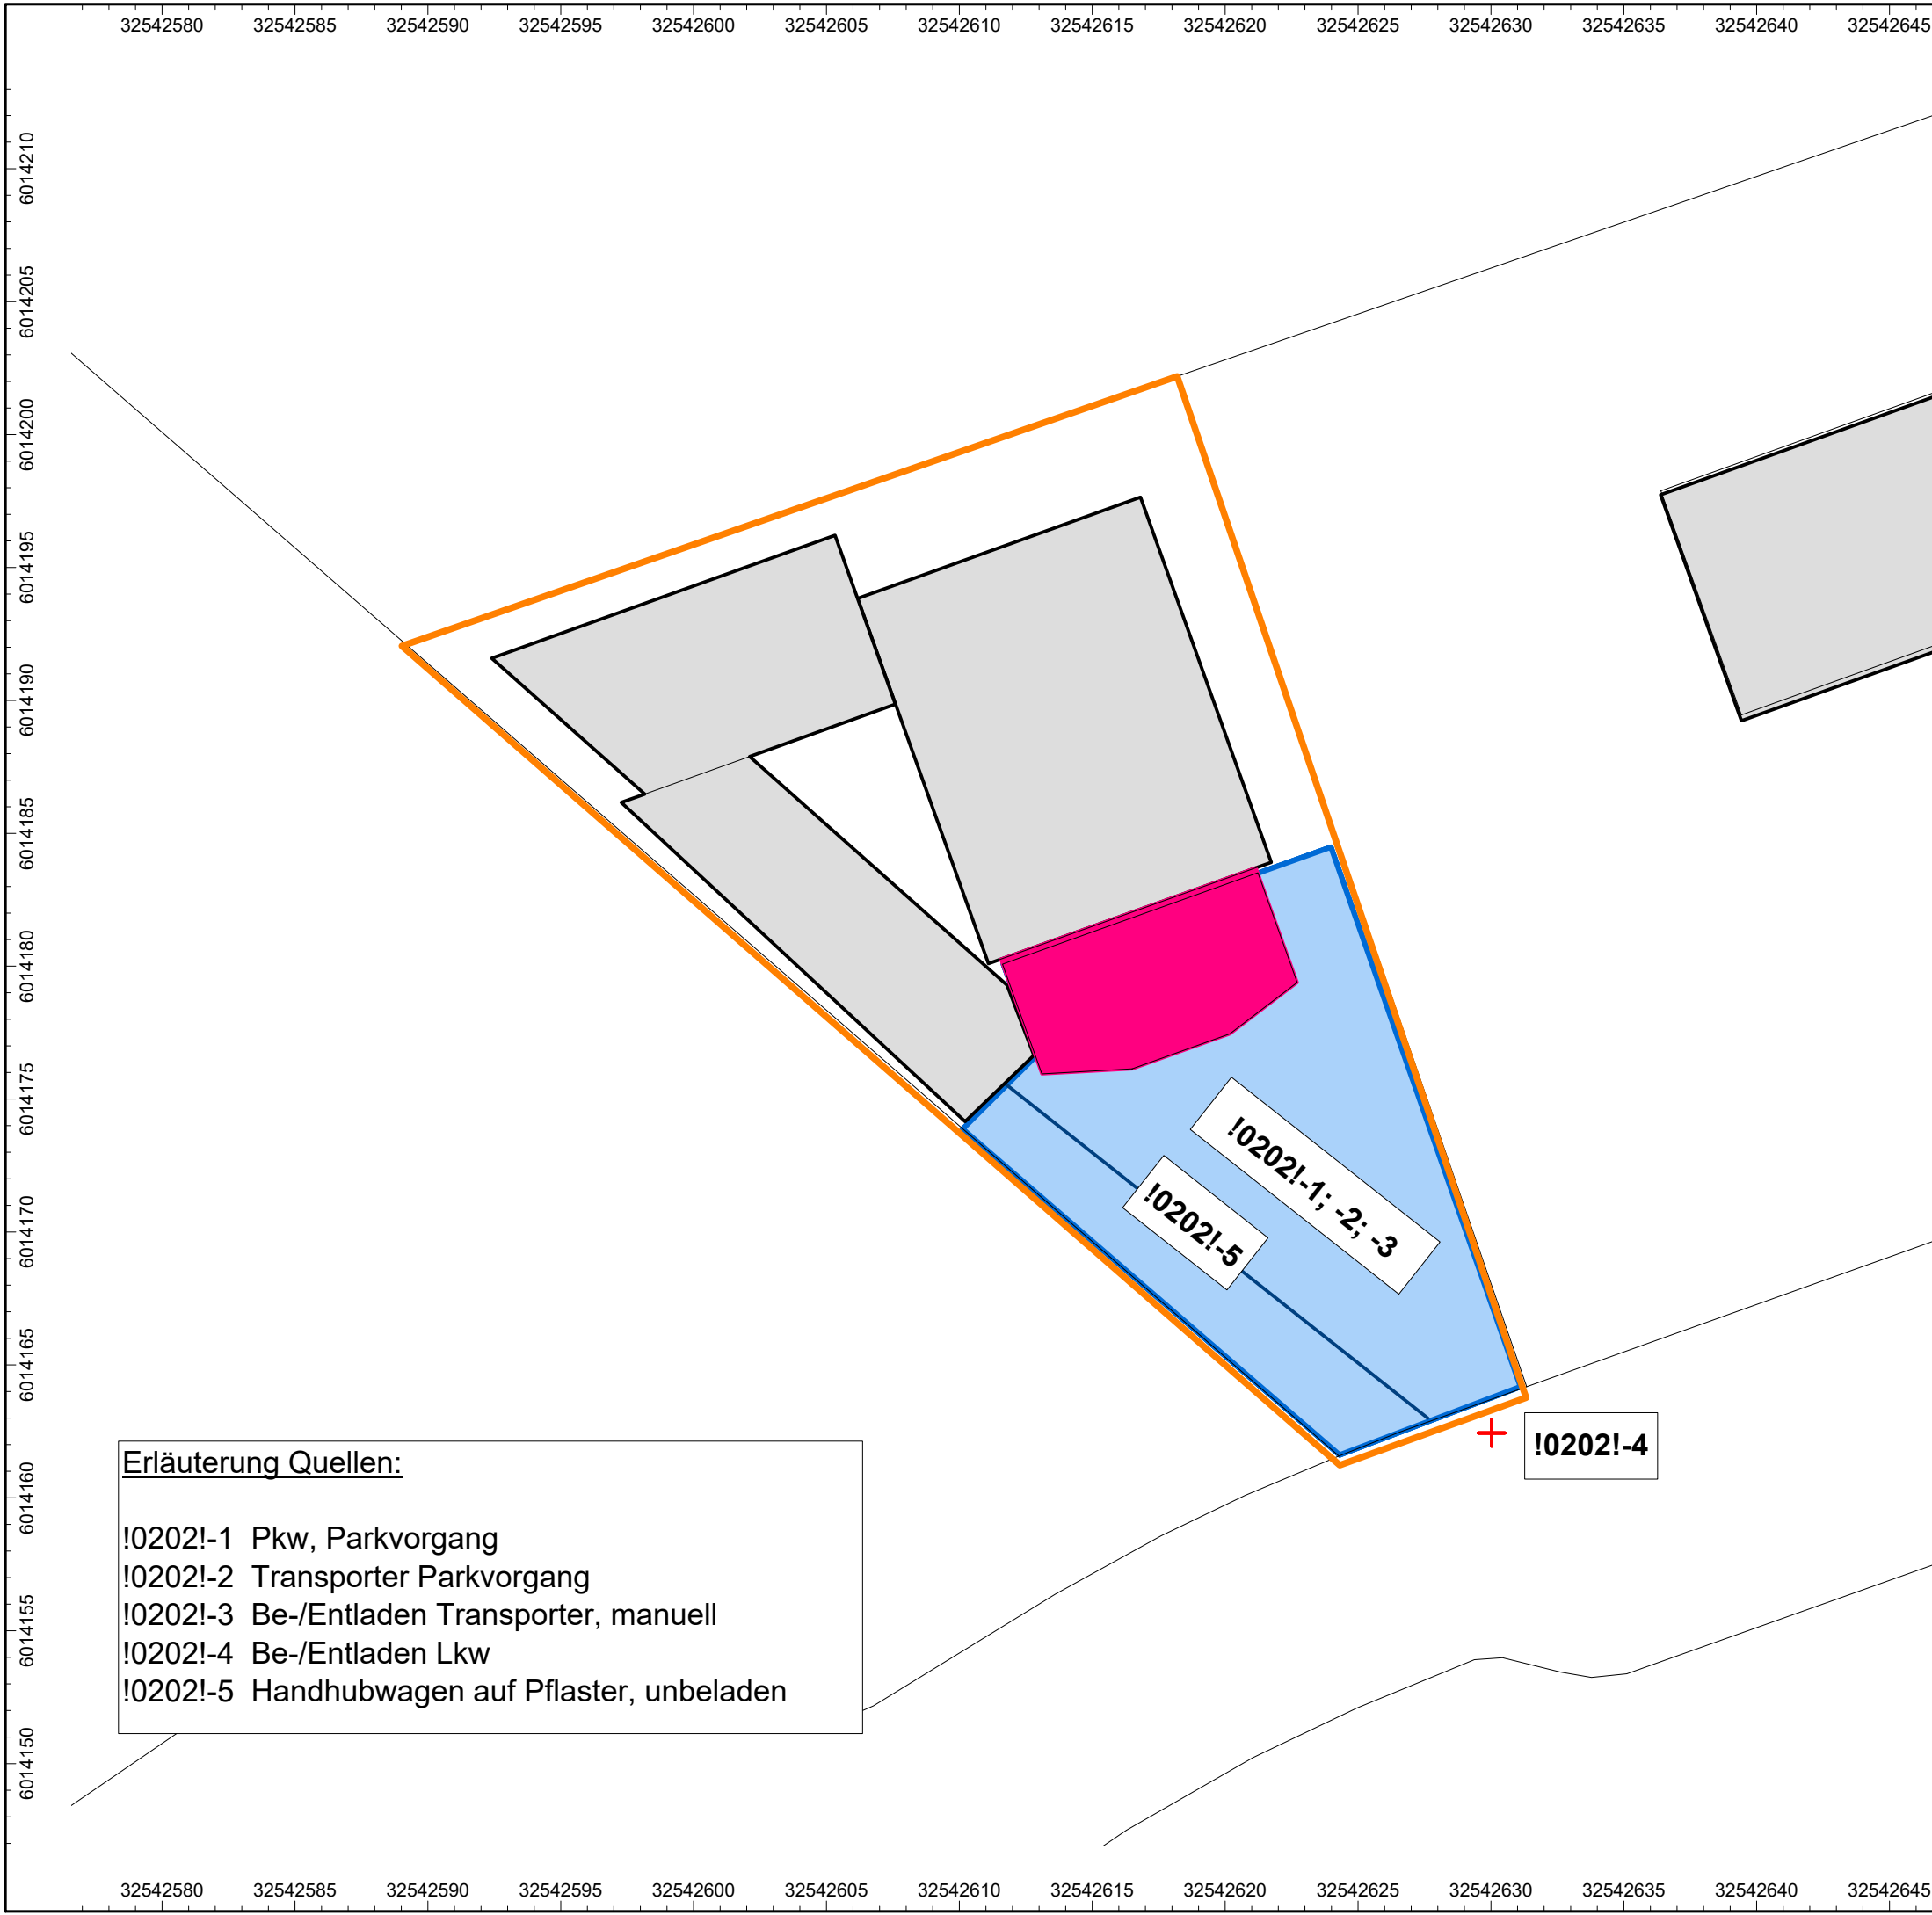 32542580 32542585 32542590 32542595 32542600 32542605 32542610 32542615 32542620 32542625 32542630 32542635 32542640 32542645
6014210
6014205
6014200
6014195
6014190
6014185
6014180
6014175
6014170
6014165
6014160
6014155
6014150
!0202!-1; -2; -3
!0202!-5
!0202!-4
Erläuterung Quellen:
!0202!-1 Pkw, Parkvorgang
!0202!-2 Transporter Parkvorgang
!0202!-3 Be-/Entladen Transporter, manuell
!0202!-4 Be-/Entladen Lkw
!0202!-5 Handhubwagen auf Pflaster, unbeladen
32542580 32542585 32542590 32542595 32542600 32542605 32542610 32542615 32542620 32542625 32542630 32542635 32542640 32542645